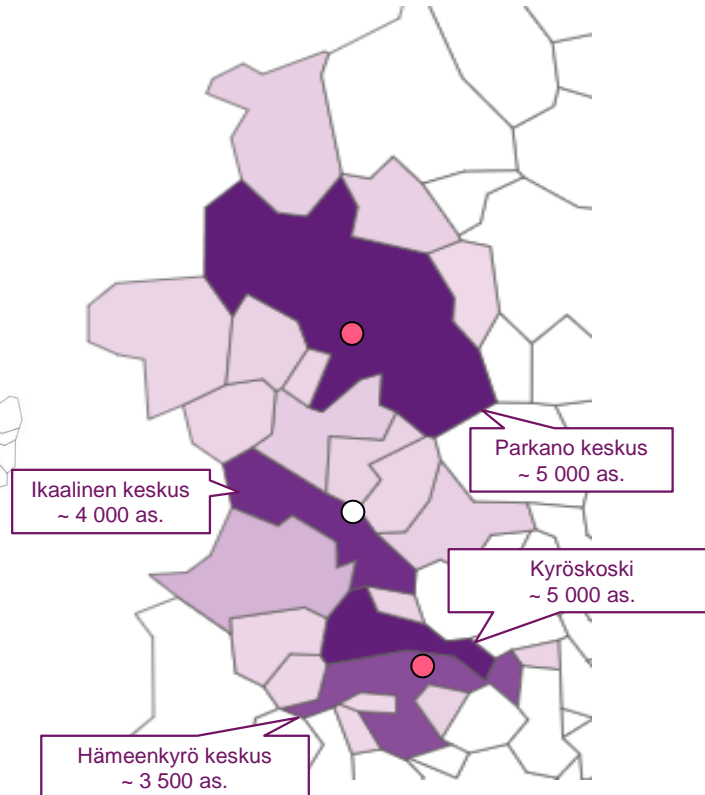 Parkano keskus
~ 5 000 as.
Ikaalinen keskus
~ 4 000 as.
Kyröskoski
~ 5 000 as.
Hämeenkyrö keskus
~ 3 500 as.